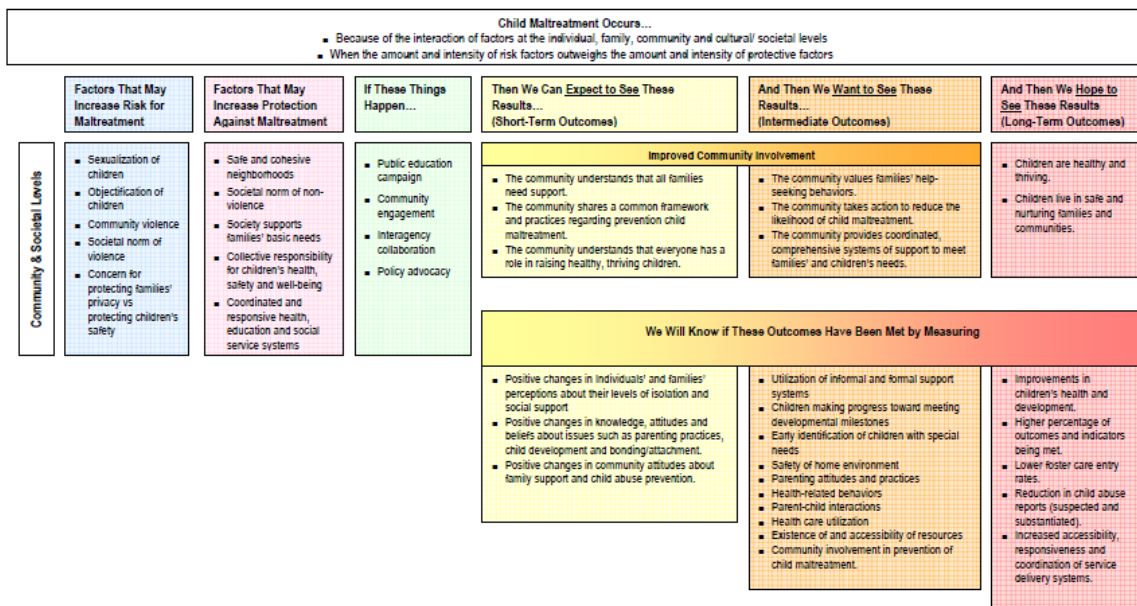 Child Maltreatment Occurs...
▪ Because of the interaction of factors at the individual, family, community and cultural/ societal levels
▪ When the amount and intensity of risk factors outweighs the amount and intensity of protective factors
Factors That May
Increase Risk for
Maltreatment
Factors That May
Increase Protection
Against Maltreatment
If These Things
Happen...
Then We Can Expect to See These
Results...
(Short-Term Outcomes)
And Then We Want to See These
Results...
(Intermediate Outcomes)
And Then We Hope to
See These Results
(Long-Term Outcomes)
Community & Societal Levels
▪ Sexualization of
children
▪ Objectification of
children
▪ Community violence
▪ Societal norm of
violence
▪ Concern for
protecting families'
privacy vs
protecting children's
safety
▪ Safe and cohesive
neighborhoods
▪ Societal norm of non-
violence
▪ Society supports
families' basic needs
▪ Collective responsibility
for children's health,
safety and well-being
▪ Coordinated and
responsive health,
education and social
service systems
▪ Public education
campaign
▪ Community
engagement
▪ Interagency
collaboration
▪ Policy advocacy
Improved Community Involvement
▪ The community understands that all families
need support.
▪ The community shares a common framework
and practices regarding prevention child
maltreatment.
▪ The community understands that everyone has a
role in raising healthy, thriving children.
▪ The community values families' help-
seeking behaviors.
▪ The community takes action to reduce the
likelihood of child maltreatment.
▪ The community provides coordinated,
comprehensive systems of support to meet
families' and children's needs.
▪ Children are healthy and
thriving.
▪ Children live in safe and
nurturing families and
communities.
We Will Know if These Outcomes Have Been Met by Measuring
▪ Positive changes in individuals' and families'
perceptions about their levels of isolation and
social support
▪ Positive changes in knowledge, attitudes and
beliefs about issues such as parenting practices,
child development and bonding/attachment.
▪ Positive changes in community attitudes about
family support and child abuse prevention.
▪ Utilization of informal and formal support
systems
▪ Children making progress toward meeting
developmental milestones
▪ Early identification of children with special
needs
▪ Safety of home environment
▪ Parenting attitudes and practices
▪ Health-related behaviors
▪ Parent-child interactions
▪ Health care utilization
▪ Existence of and accessibility of resources
▪ Community involvement in prevention of
child maltreatment.
▪ Improvements in
children's health and
development.
▪ Higher percentage of
outcomes and indicators
being met.
▪ Lower foster care entry
rates.
▪ Reduction in child abuse
reports (suspected and
substantiated).
▪ Increased accessibility,
responsiveness and
coordination of service
delivery systems.